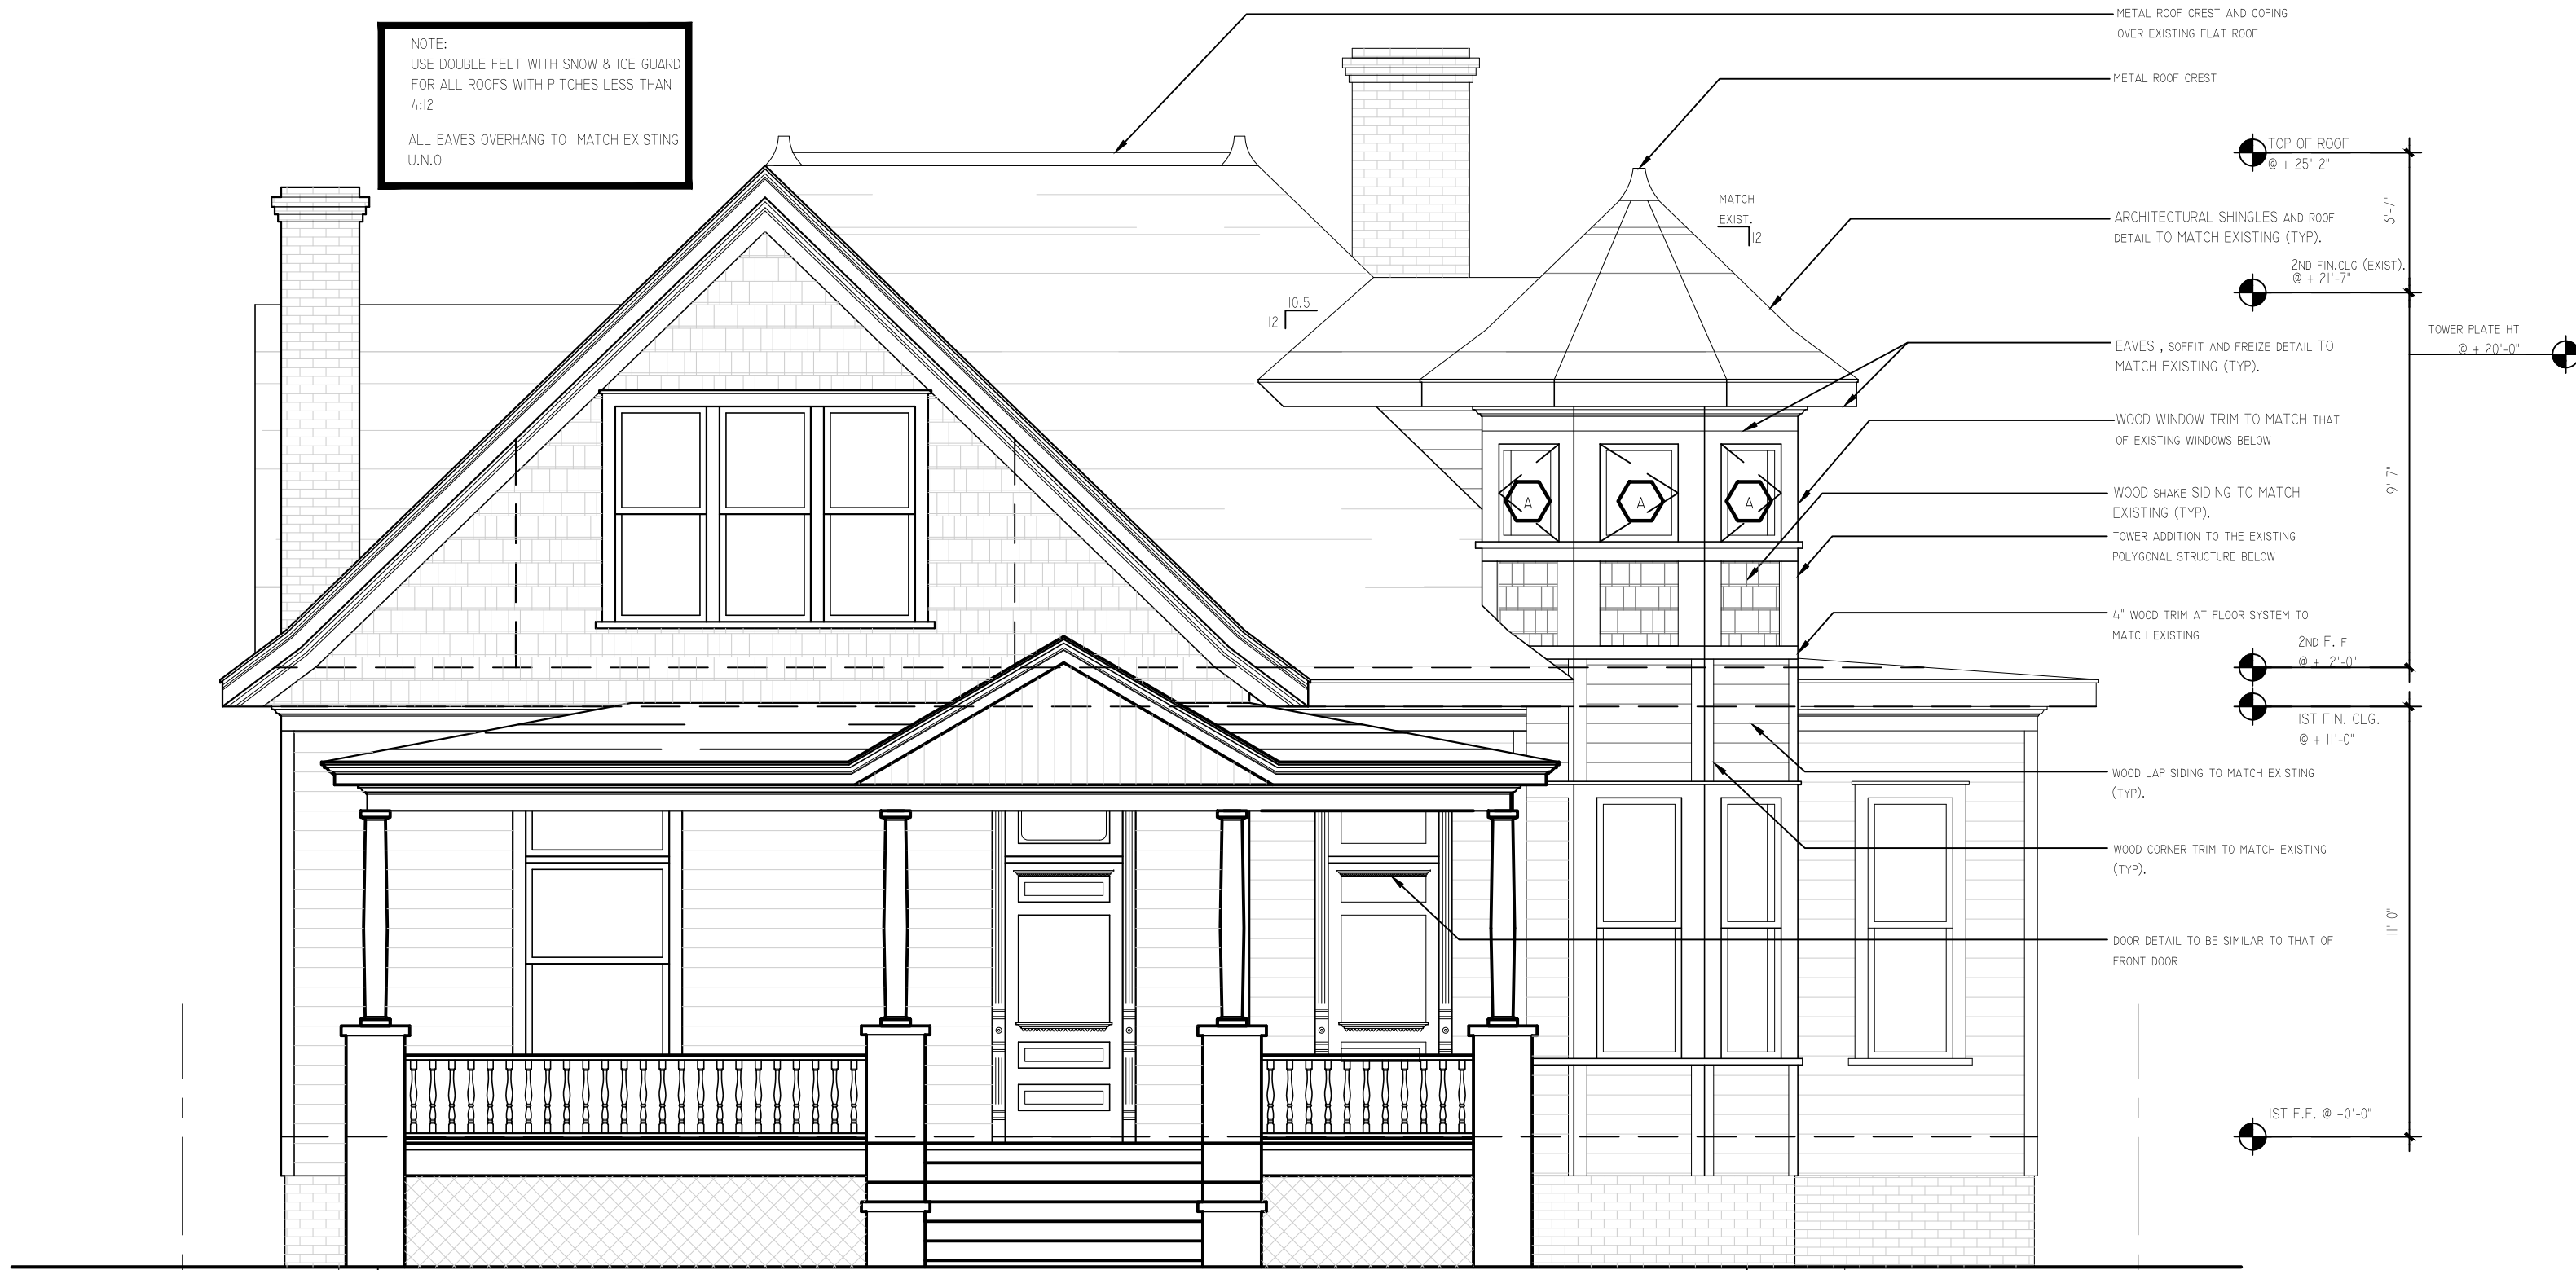 NOTE:
USE DOUBLE FELT WITH SNOW & ICE GUARD
FOR ALL ROOFS WITH PITCHES LESS THAN
4:12
ALL EAVES OVERHANG TO MATCH EXISTING
U.N.O
METAL ROOF CREST AND COPING
OVER EXISTING FLAT ROOF
METAL ROOF CREST
TOP OF ROOF
@ + 25'-2"
3'-7"
MATCH
EXIST.
12
ARCHITECTURAL SHINGLES AND ROOF
DETAIL TO MATCH EXISTING (TYP).
2ND FIN.CLG (EXIST).
@ + 21'-7"
10.5
12
TOWER PLATE HT
@ + 20'-0"
EAVES , SOFFIT AND FREIZE DETAIL TO
MATCH EXISTING (TYP).
WOOD WINDOW TRIM TO MATCH THAT
OF EXISTING WINDOWS BELOW
9'-7"
A
A
A
WOOD SHAKE SIDING TO MATCH
EXISTING (TYP).
TOWER ADDITION TO THE EXISTING
POLYGONAL STRUCTURE BELOW
4" WOOD TRIM AT FLOOR SYSTEM TO
MATCH EXISTING
2ND F. F
@ + 12'-0"
1ST FIN. CLG.
@ + 11'-0"
WOOD LAP SIDING TO MATCH EXISTING
(TYP).
WOOD CORNER TRIM TO MATCH EXISTING
(TYP).
11'-0"
DOOR DETAIL TO BE SIMILAR TO THAT OF
FRONT DOOR
1ST F.F. @ +0'-0"